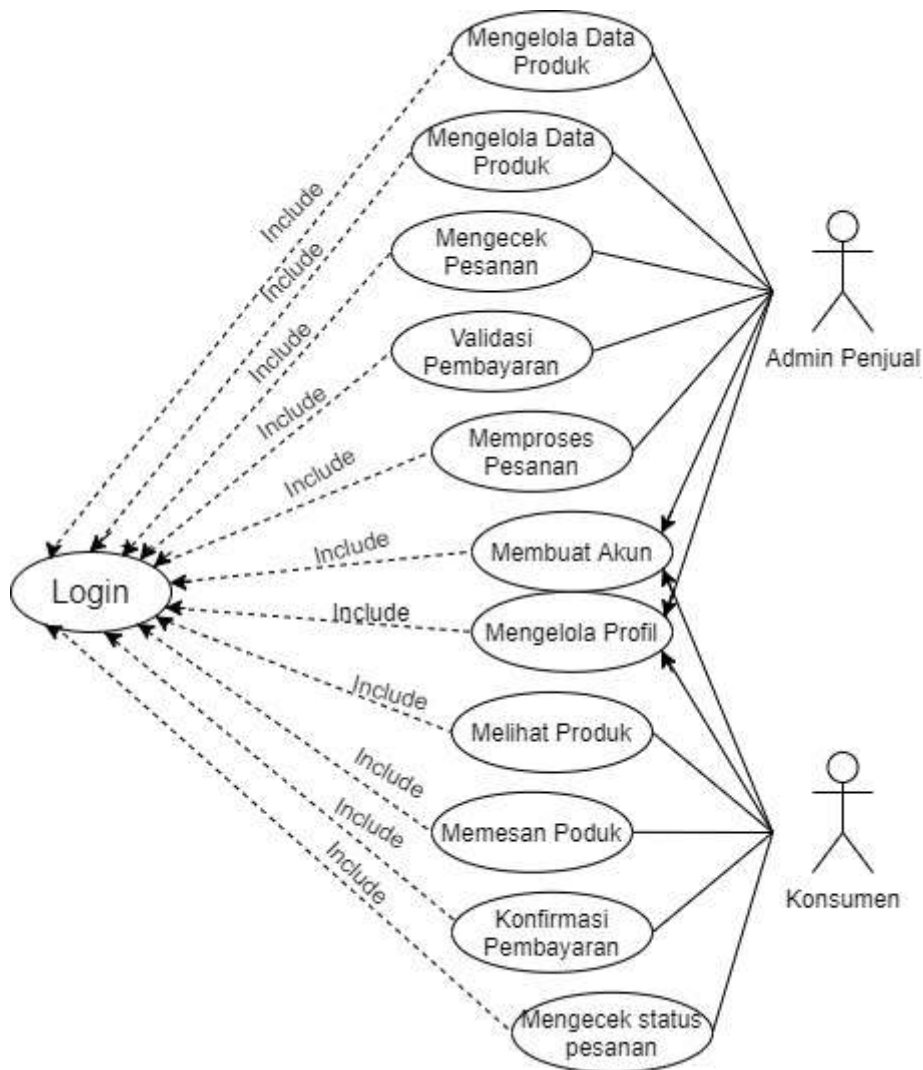 Mengelola Data
Produk
Include
Mengelola Data
Produk
Include
Mengecek
Pesanan
Include
Validasi
Pembayaran
Include
Admin Penjual
Memproses
Pesanan
Include
Membuat Akun
Include
Login
Mengelola Profil
Include
Melihat Produk
Include
Memesan Poduk
Include
Konsumen
Konfirmasi
Pembayaran
Include
Mengecek status
pesanan
Include